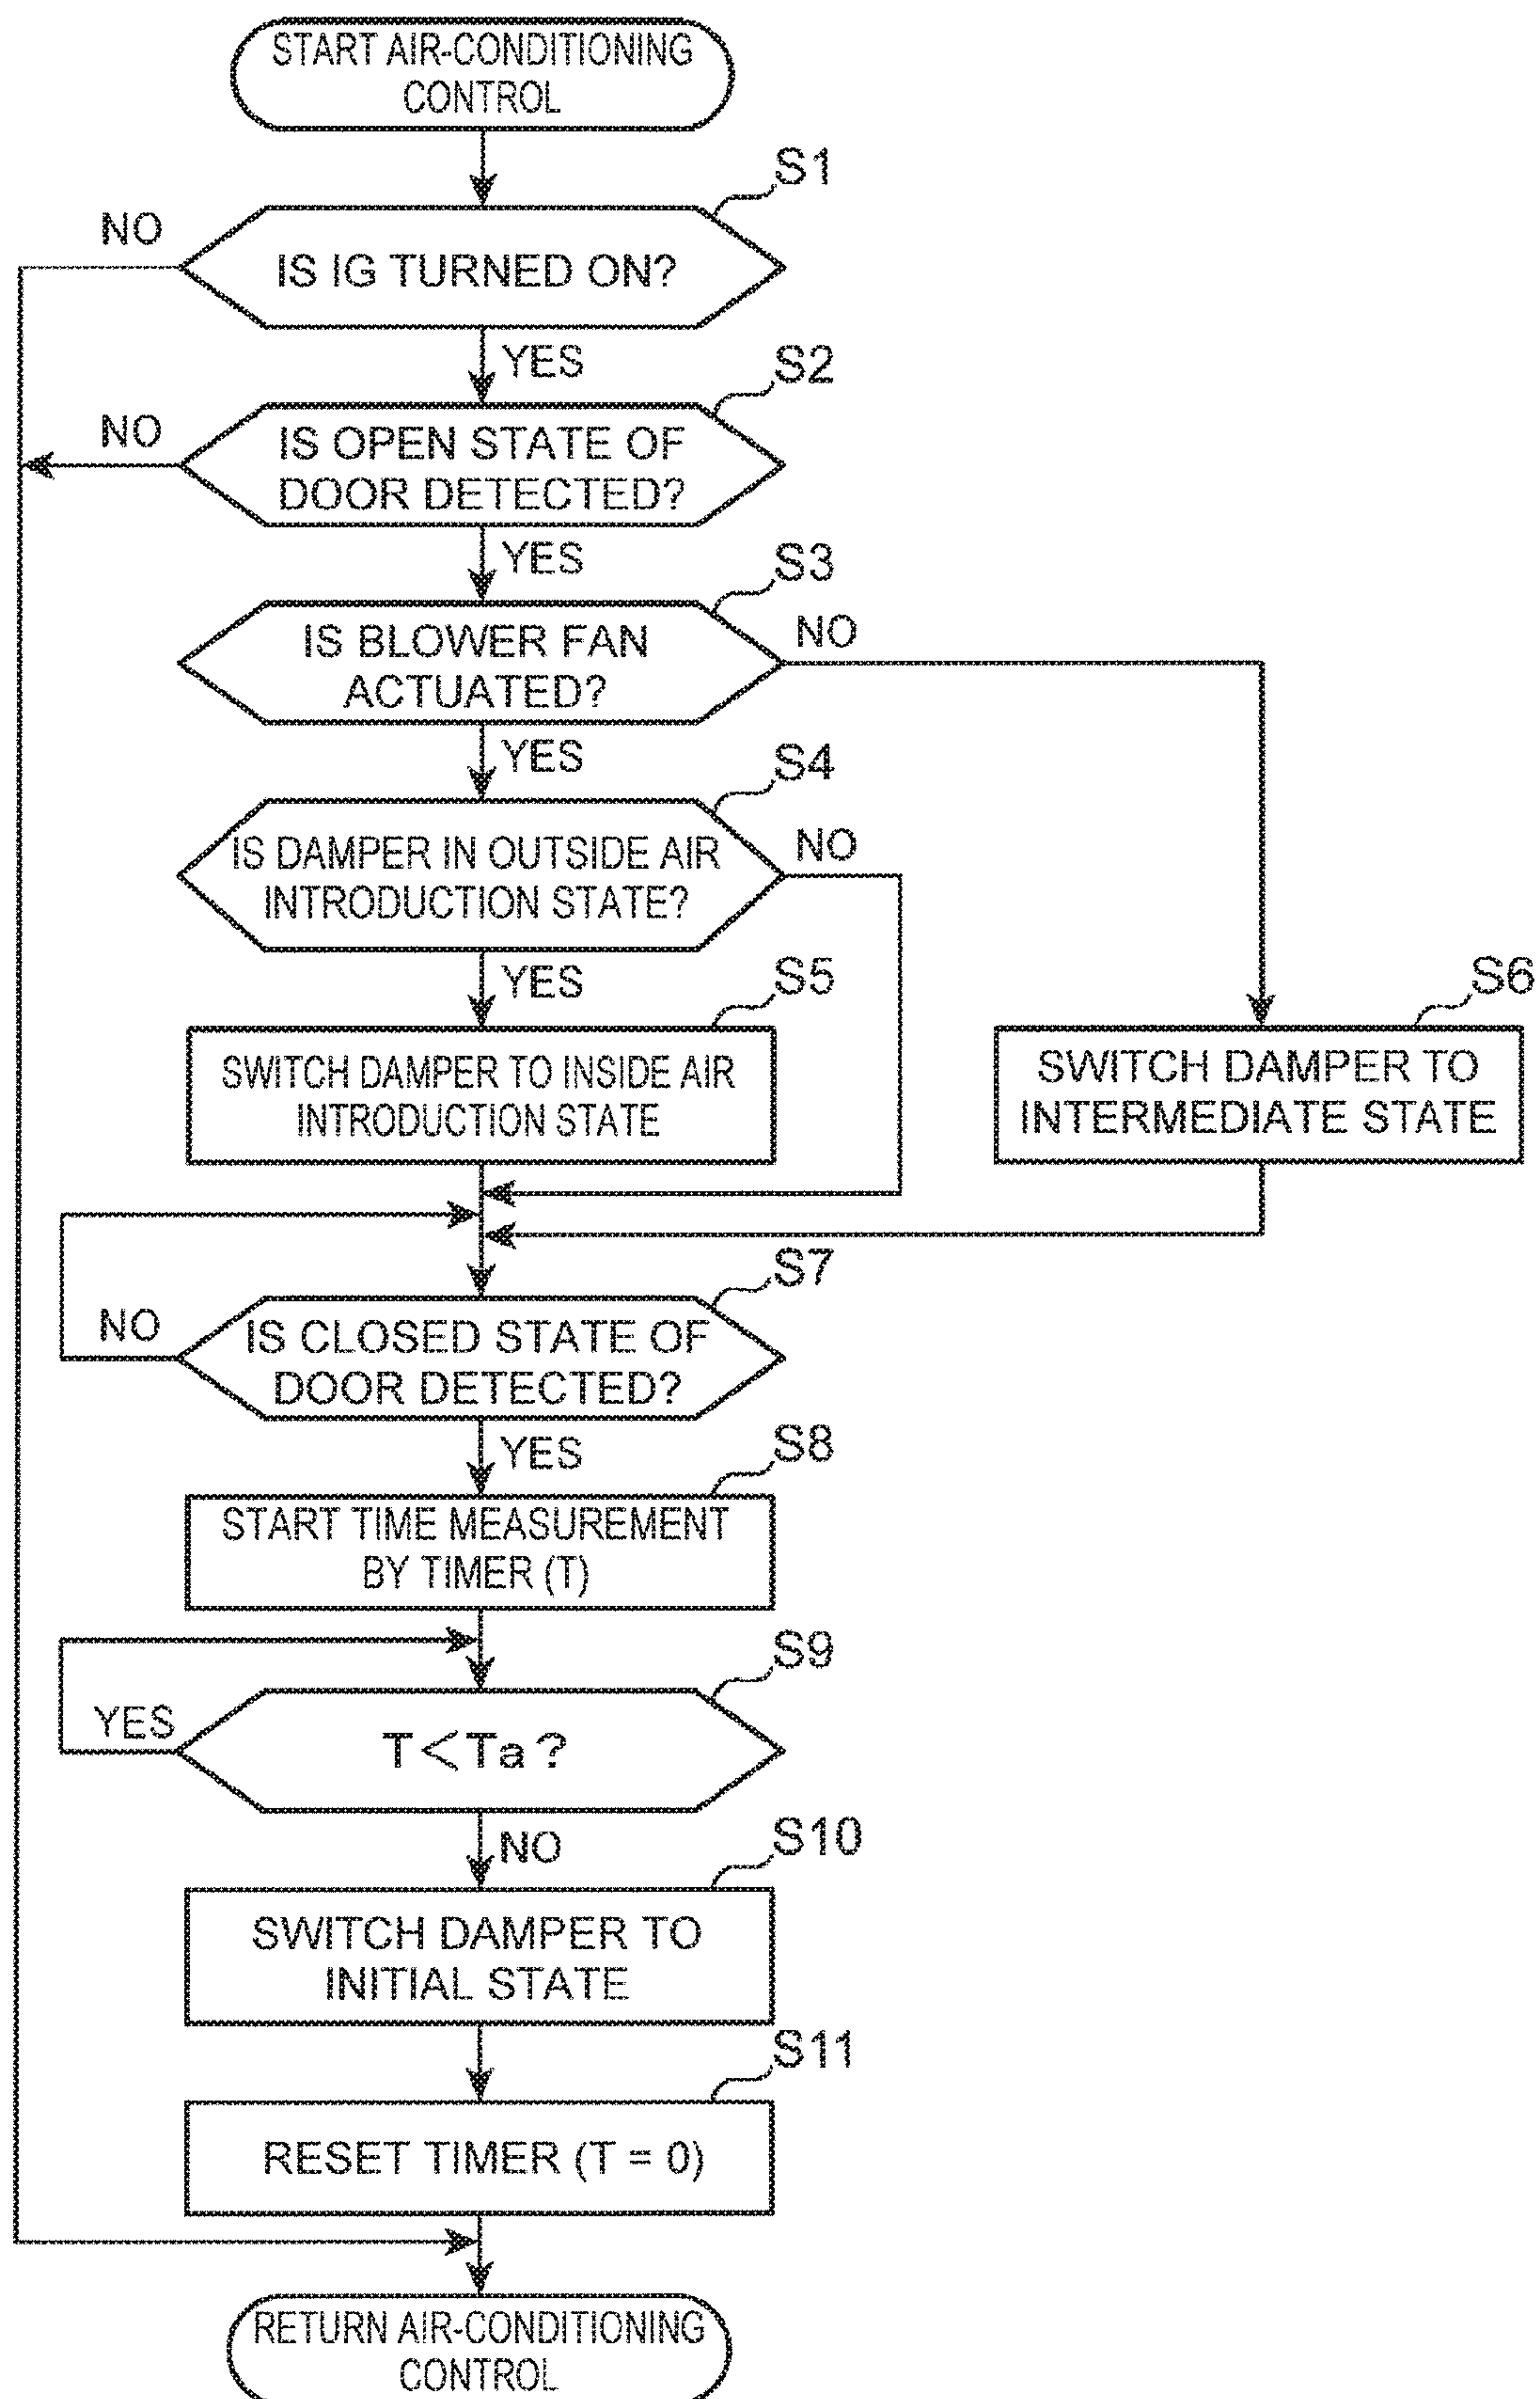 START AIR-CONDITIONING
CONTROL
S1
NO
IS IG TURNED ON?
YES
S2
NO
IS OPEN STATE OF
DOOR DETECTED?
YES
S3
IS BLOWER FAN
ACTUATED?
NO
YES
S4
IS DAMPER IN OUTSIDE AIR
INTRODUCTION STATE?
NO
YES
S5
SWITCH DAMPER TO INSIDE AIR
INTRODUCTION STATE
S6
SWITCH DAMPER TO
INTERMEDIATE STATE
S7
NO
IS CLOSED STATE OF
DOOR DETECTED?
YES
S8
START TIME MEASUREMENT
BY TIMER (T)
S9
YES
T<Ta?
NO
S10
SWITCH DAMPER TO
INITIAL STATE
S11
RESET TIMER (T = 0)
RETURN AIR-CONDITIONING
CONTROL